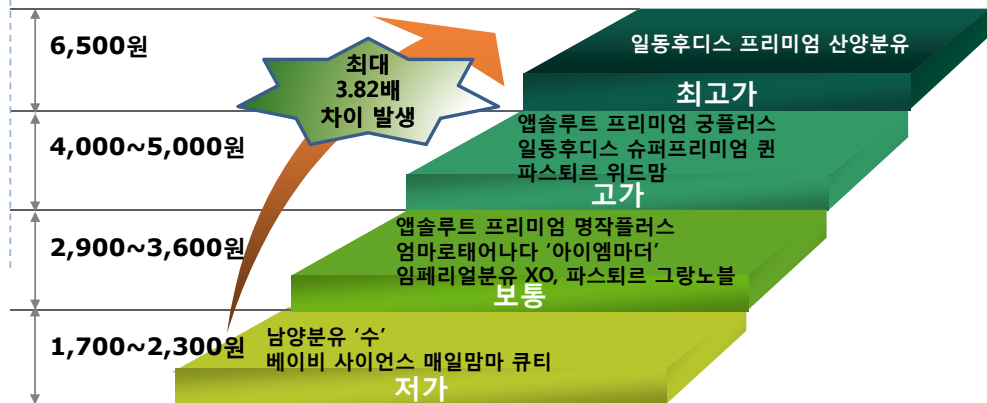 6,500원
일동후디스 프리미엄 산양분유
최고가
최대
3.82배
차이 발생
4,000~5,000원
앱솔루트 프리미엄 궁플러스
일동후디스 슈퍼프리미엄 퀸
파스퇴르 위드맘
고가
2,900~3,600원
앱솔루트 프리미엄 명작플러스
엄마로태어나다 ‘아이엠마더’
임페리얼분유 XO, 파스퇴르 그랑노블
보통
1,700~2,300원
남양분유 ‘수’
베이비 사이언스 매일맘마 큐티
저가